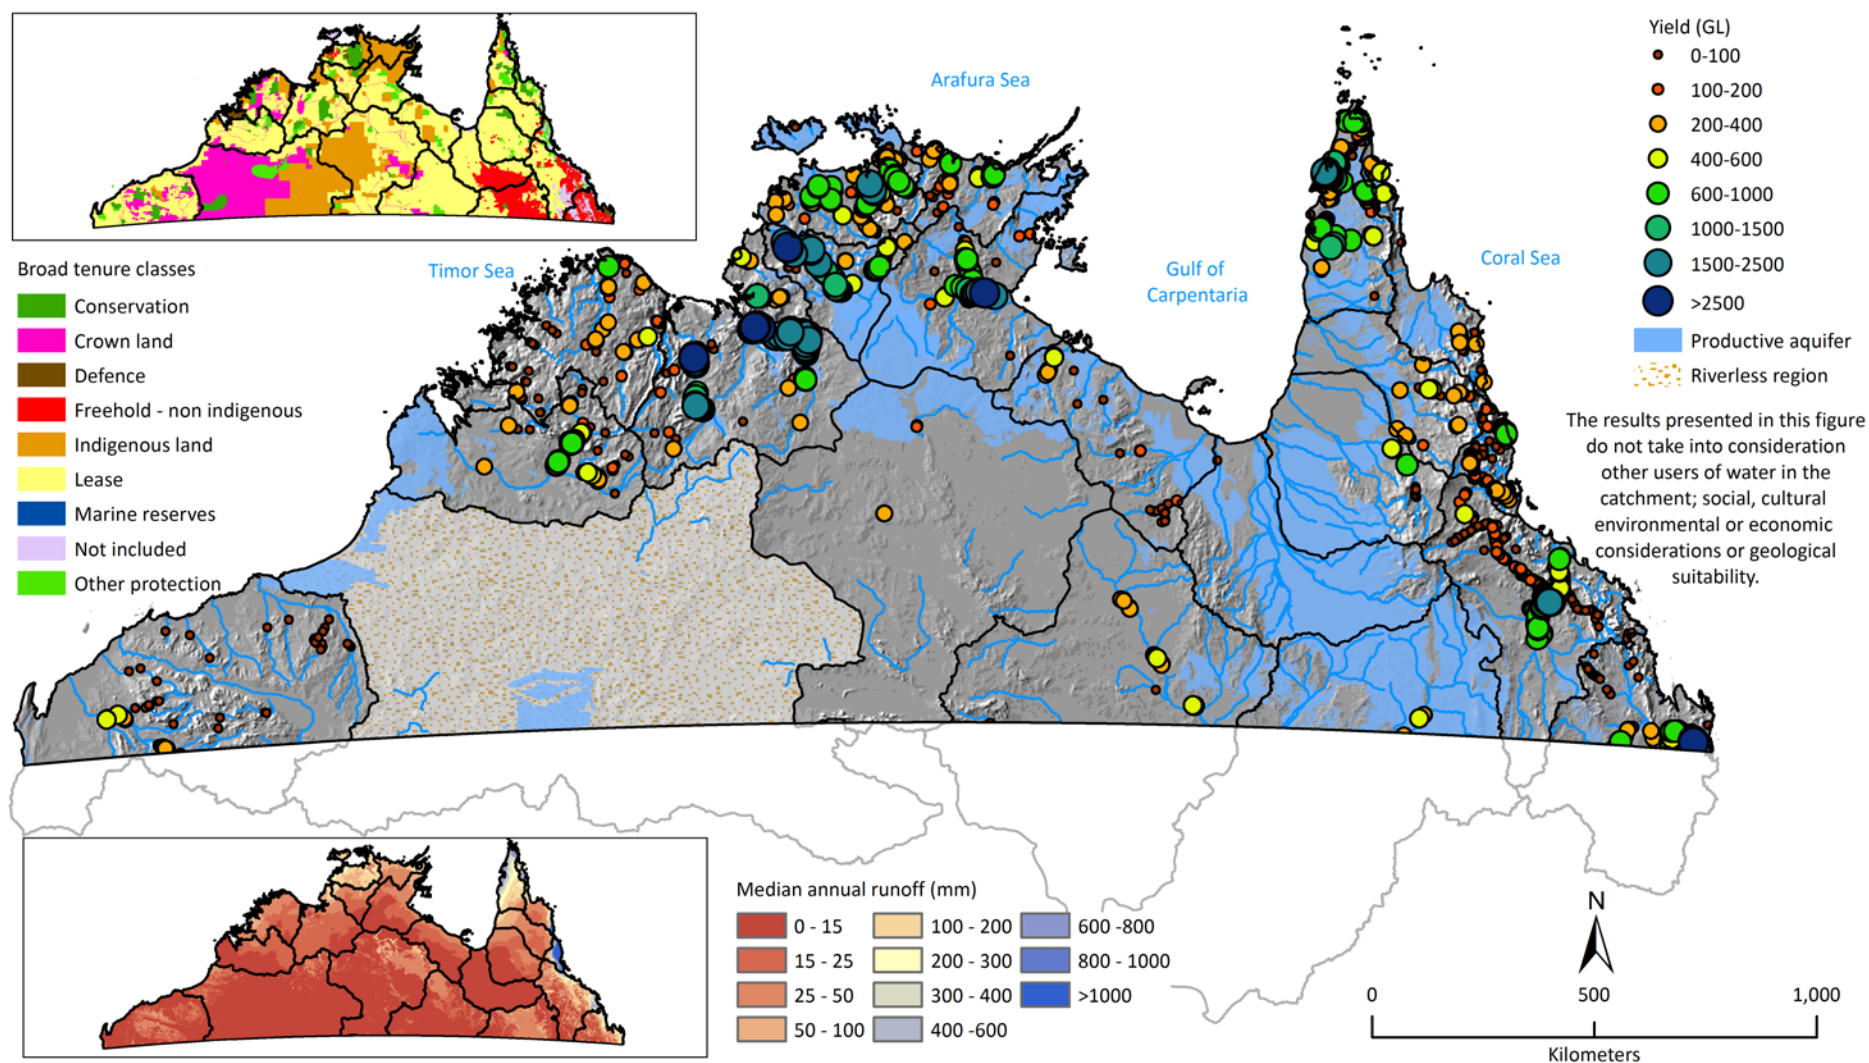 Arafura Sea
Timor Sea
Gulf of
Carpentaria
Coral Sea
Yield (GL)
0-100
100-200
200-400
400-600
600-1000
1000-1500
1500-2500
>2500
Productive aquifer
Riverless region
The results presented in this figure
do not take into consideration
other users of water in the
catchment; social, cultural
environmental or economic
considerations or geological
suitability.
Broad tenure classes
Conservation
Crown land
Defence
Freehold - non indigenous
Indigenous land
Lease
Marine reserves
Not included
Other protection
Median annual runoff (mm)
0 - 15
15 - 25
25 - 50
50 - 100
100 - 200
200 - 300
300 - 400
400 -600
600 -800
800 - 1000
>1000
N
0 500 1,000
Kilometers